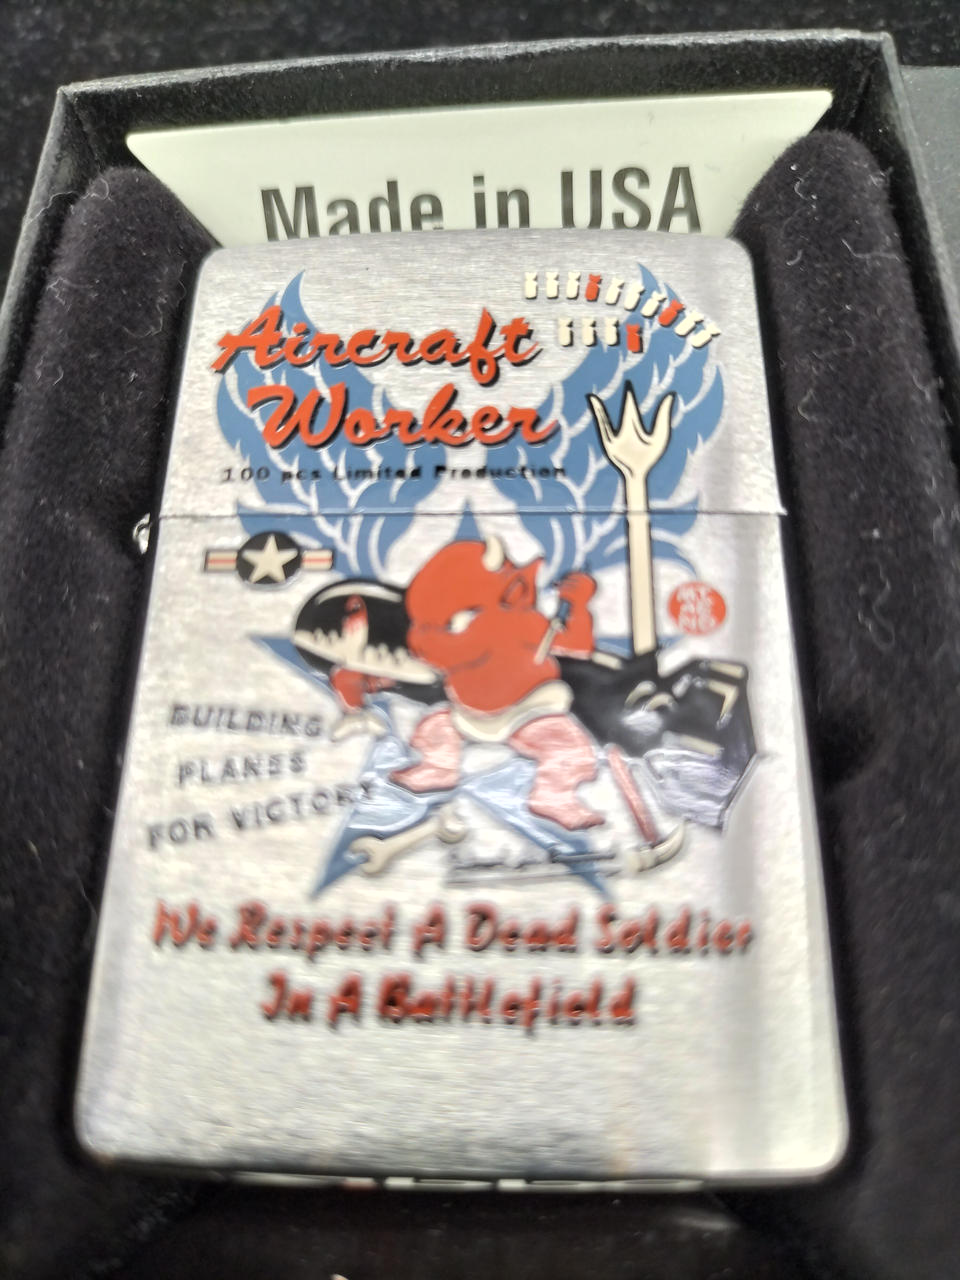 Made in USA
Aircraft
Worker
100 pcs Limited Production
BUILDING
PLANES
FOR VICTORY
We Respect A Dead Soldier
In A Battlefield